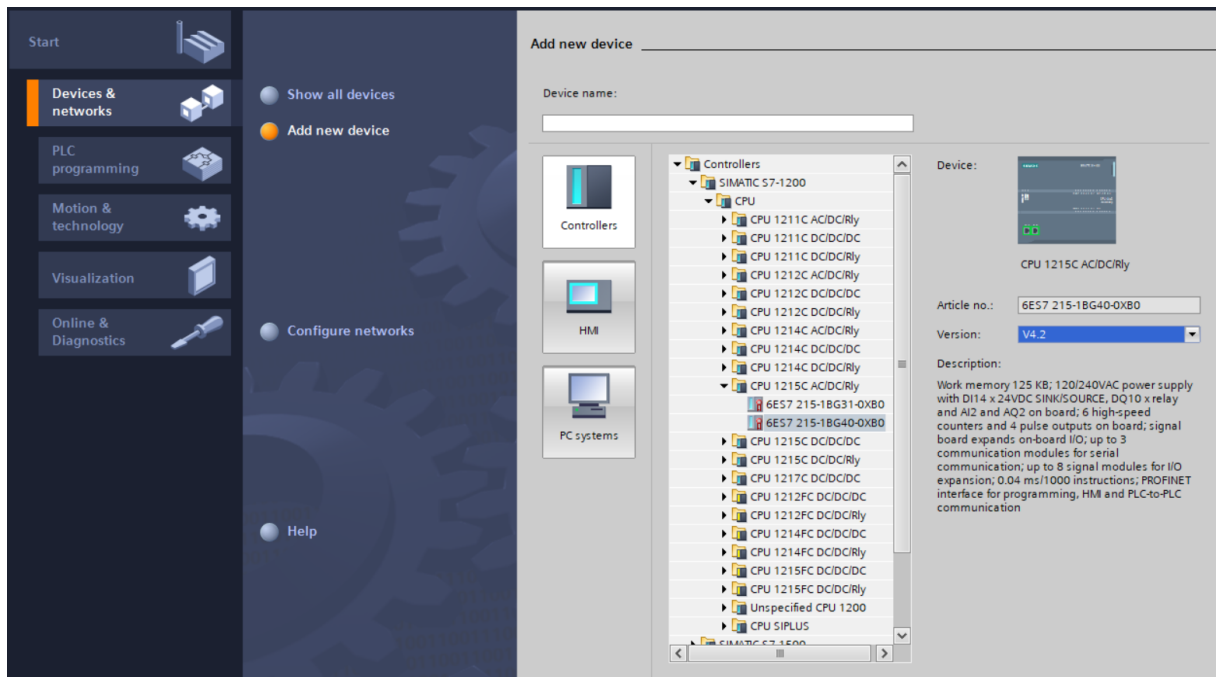 Start
Devices &
networks
PLC
programming
Motion &
technology
Visualization
Online &
Diagnostics
Show all devices
Add new device
Configure networks
Help
Add new device
Device name:
Controllers
HMI
PC systems
Controllers
SIMATIC S7-1200
CPU
CPU 1211C AC/DC/Rly
CPU 1211C DC/DC/DC
CPU 1211C DC/DC/Rly
CPU 1212C AC/DC/Rly
CPU 1212C DC/DC/DC
CPU 1212C DC/DC/Rly
CPU 1214C AC/DC/Rly
CPU 1214C DC/DC/DC
CPU 1214C DC/DC/Rly
CPU 1215C AC/DC/Rly
6ES7 215-1BG31-0XB0
6ES7 215-1BG40-0XB0
CPU 1215C DC/DC/DC
CPU 1215C DC/DC/Rly
CPU 1217C DC/DC/DC
CPU 1212FC DC/DC/DC
CPU 1212FC DC/DC/Rly
CPU 1214FC DC/DC/DC
CPU 1214FC DC/DC/Rly
CPU 1215FC DC/DC/DC
CPU 1215FC DC/DC/Rly
Unspecified CPU 1200
CPU SIPLUS
SIMATIC S7-1500
Device:
CPU 1215C AC/DC/Rly
Article no.: 6ES7 215-1BG40-0XB0
Version: V4.2
Description:
Work memory 125 KB; 120/240VAC power supply
with DI14 x 24VDC SINK/SOURCE, DQ10 x relay
and AI2 and AQ2 on board; 6 high-speed
counters and 4 pulse outputs on board; signal
board expands on-board I/O; up to 3
communication modules for serial
communication; up to 8 signal modules for I/O
expansion; 0.04 ms/1000 instructions; PROFINET
interface for programming, HMI and PLC-to-PLC
communication